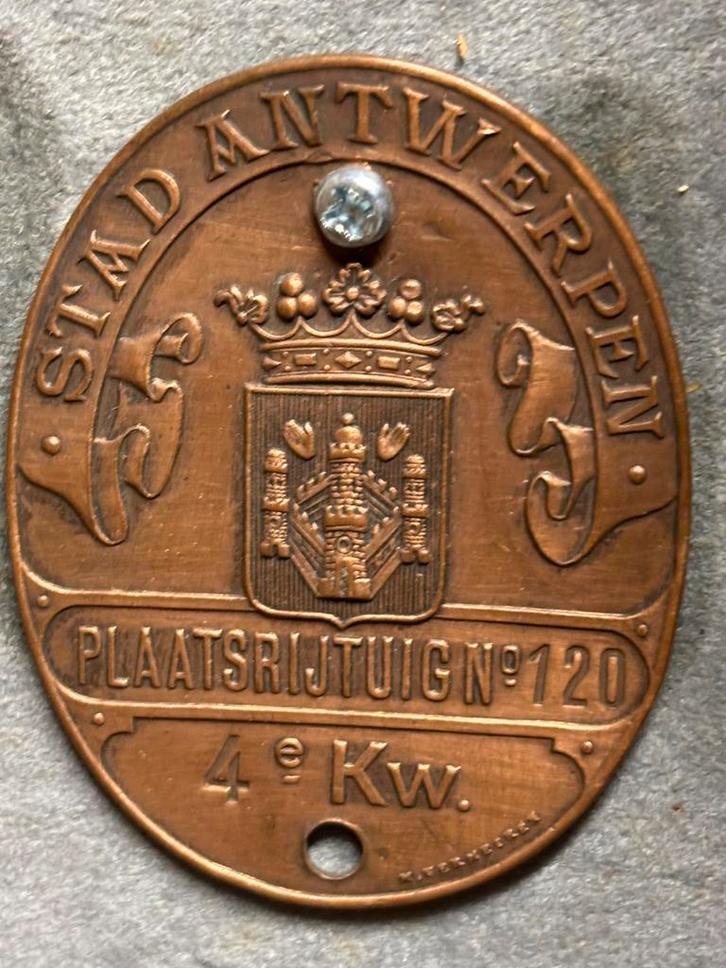 STAD ANTWERPEN
PLAATSRIJTUIG Nº 120
4e Kw.